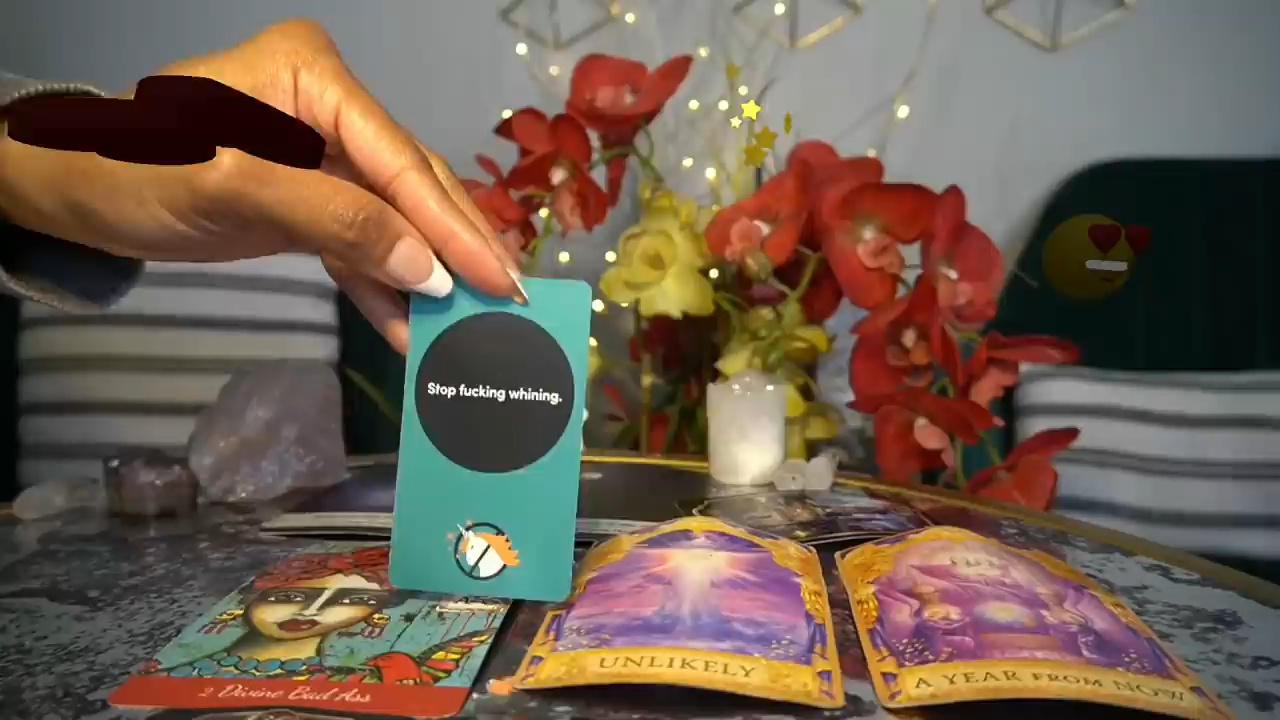 Stop fucking whining.
2 Divine Bad Ass
UNLIKELY
A YEAR FROM NOW